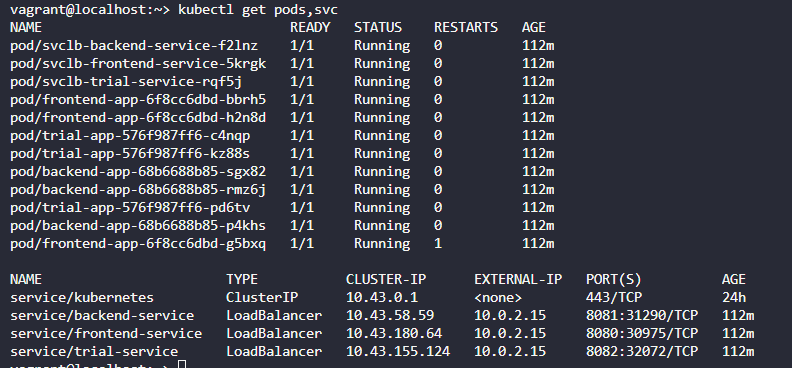 vagrant@localhost:~> kubectl get pods,svc
NAME READY STATUS RESTARTS AGE
pod/svclb-backend-service-f2lnz 1/1 Running 0 112m
pod/svclb-frontend-service-5krgk 1/1 Running 0 112m
pod/svclb-trial-service-rqf5j 1/1 Running 0 112m
pod/frontend-app-6f8cc6dbd-bbrh5 1/1 Running 0 112m
pod/frontend-app-6f8cc6dbd-h2n8d 1/1 Running 0 112m
pod/trial-app-576f987ff6-c4nqp 1/1 Running 0 112m
pod/trial-app-576f987ff6-kz88s 1/1 Running 0 112m
pod/backend-app-68b6688b85-sgx82 1/1 Running 0 112m
pod/backend-app-68b6688b85-rmz6j 1/1 Running 0 112m
pod/trial-app-576f987ff6-pd6tv 1/1 Running 0 112m
pod/backend-app-68b6688b85-p4khs 1/1 Running 0 112m
pod/frontend-app-6f8cc6dbd-g5bxq 1/1 Running 1 112m
NAME TYPE CLUSTER-IP EXTERNAL-IP PORT(S) AGE
service/kubernetes ClusterIP 10.43.0.1 <none> 443/TCP 24h
service/backend-service LoadBalancer 10.43.58.59 10.0.2.15 8081:31290/TCP 112m
service/frontend-service LoadBalancer 10.43.180.64 10.0.2.15 8080:30975/TCP 112m
service/trial-service LoadBalancer 10.43.155.124 10.0.2.15 8082:32072/TCP 112m
vagrant@localhost:~>